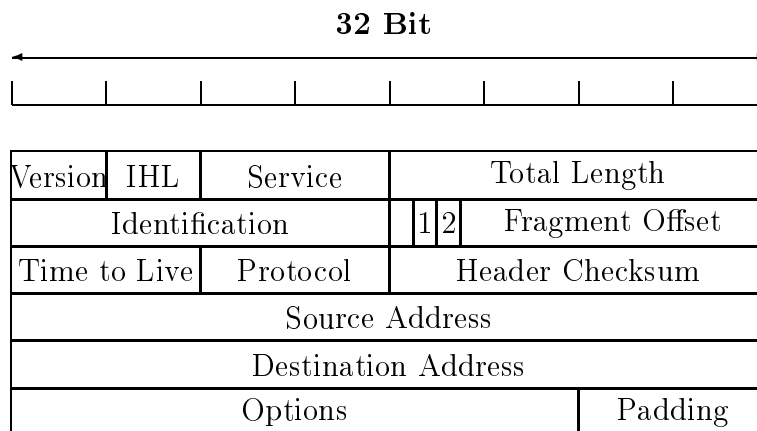 32 Bit
Version IHL Service Total Length
Identification 1 2 Fragment Offset
Time to Live Protocol Header Checksum
Source Address
Destination Address
Options Padding